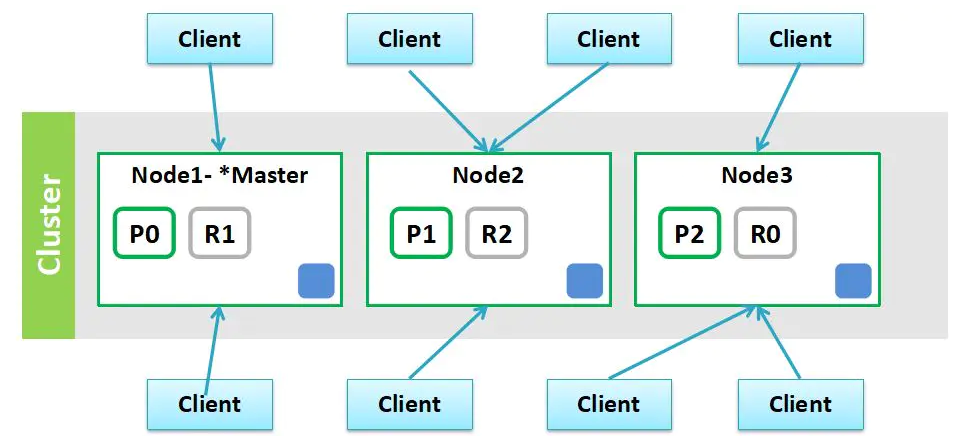 Client
Client
Client
Client
Cluster
Node1- *Master
P0
R1
Node2
P1
R2
Node3
P2
R0
Client
Client
Client
Client